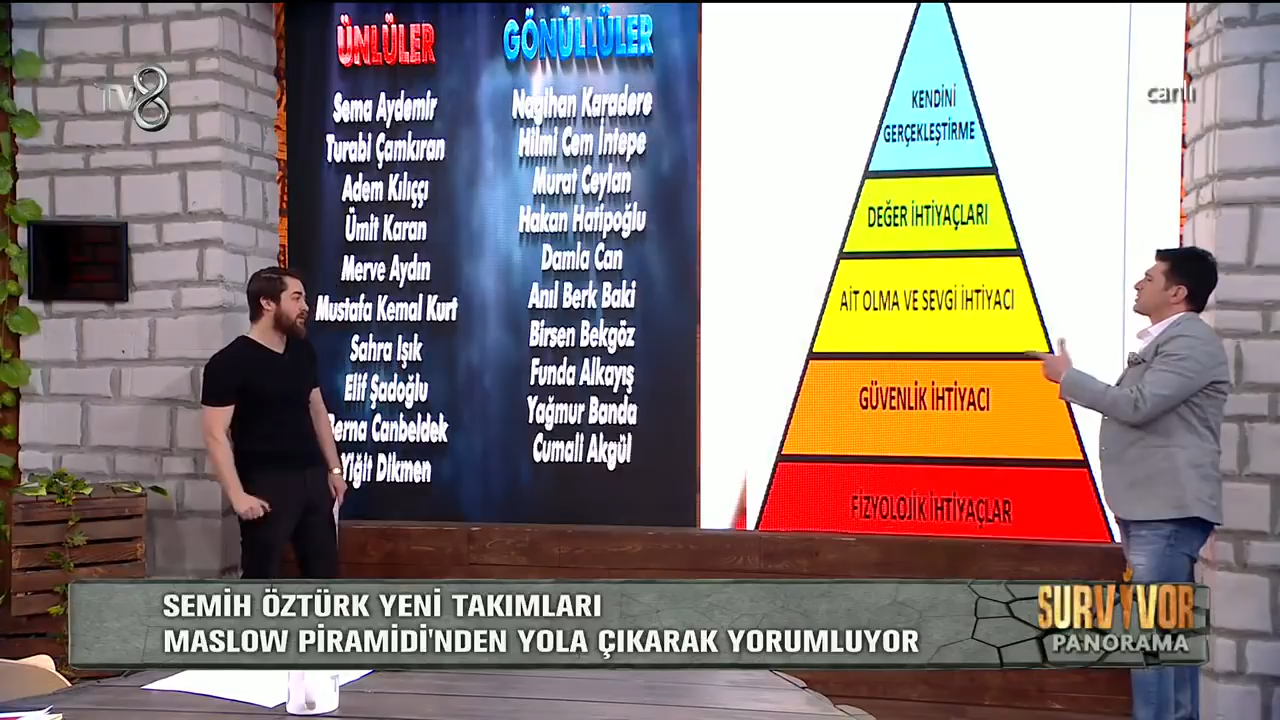 TV8
canlı
ÜNLÜLER
Sema Aydemir
Turabi Çamkıran
Adem Kılıççı
Ümit Karan
Merve Aydın
Mustafa Kemal Kurt
Sahra Işık
Elif Şadoğlu
Berna Canbeldek
Yiğit Dikmen
GÖNÜLLÜLER
Nagihan Karadere
Hilmi Cem İntepe
Murat Ceylan
Hakan Hatipoğlu
Damla Can
Anıl Berk Baki
Birsen Bekgöz
Funda Alkayış
Yağmur Banda
Cumali Akgül
KENDİNİ
GERÇEKLEŞTİRME
DEĞER İHTİYAÇLARI
AİT OLMA VE SEVGİ İHTİYACI
GÜVENLİK İHTİYACI
FİZYOLOJİK İHTİYAÇLAR
SEMİH ÖZTÜRK YENİ TAKIMLARI
MASLOW PİRAMİDİ'NDEN YOLA ÇIKARAK YORUMLUYOR
SURVIVOR
PANORAMA